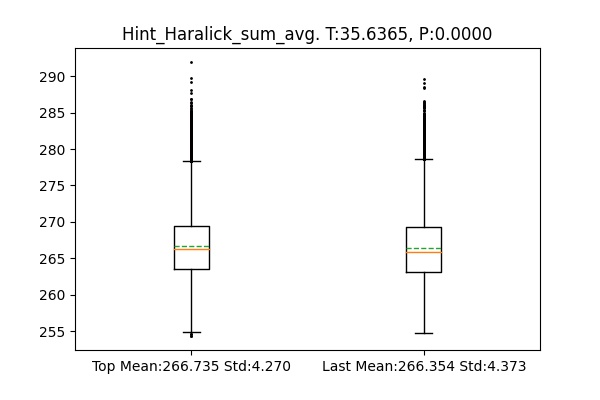 Hint_Haralick_sum_avg. T:35.6365, P:0.0000
290
285
280
275
270
265
260
255
Top Mean:266.735 Std:4.270
Last Mean:266.354 Std:4.373